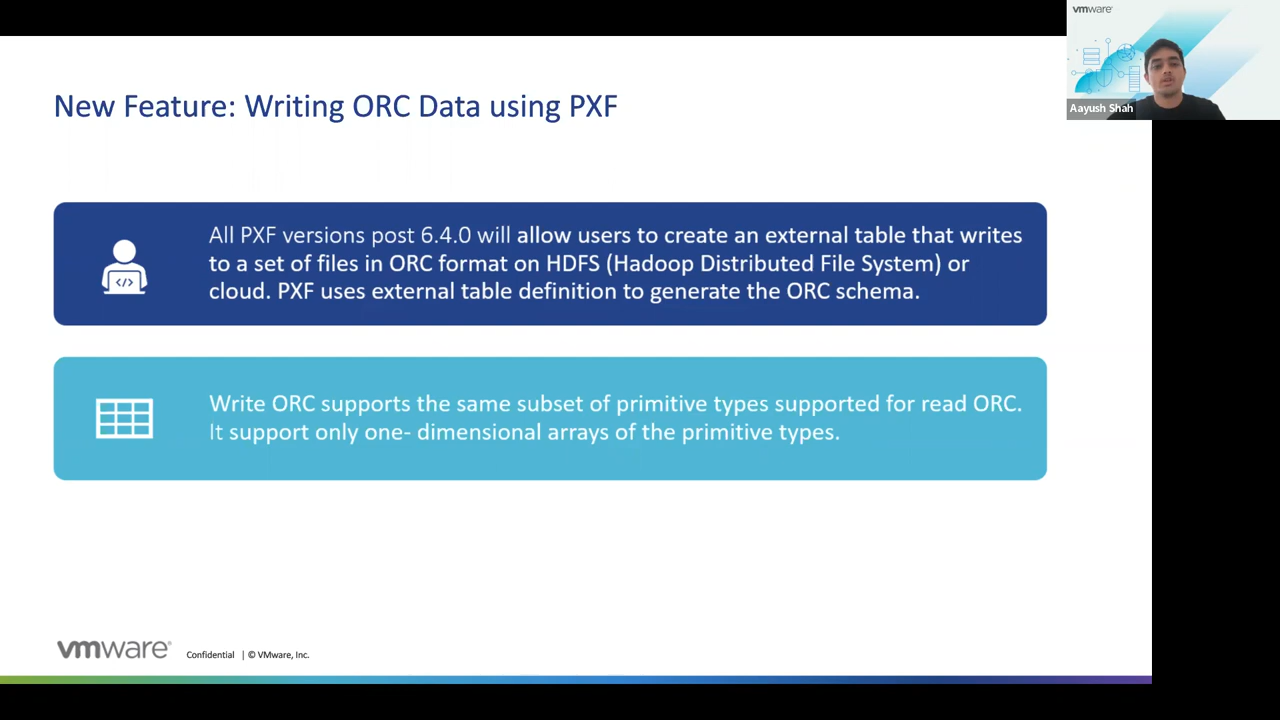 vmware
Aayush Shah
New Feature: Writing ORC Data using PXF
All PXF versions post 6.4.0 will allow users to create an external table that writes
to a set of files in ORC format on HDFS (Hadoop Distributed File System) or
cloud. PXF uses external table definition to generate the ORC schema.
Write ORC supports the same subset of primitive types supported for read ORC.
It support only one- dimensional arrays of the primitive types.
vmware®
Confidential | © VMware, Inc.